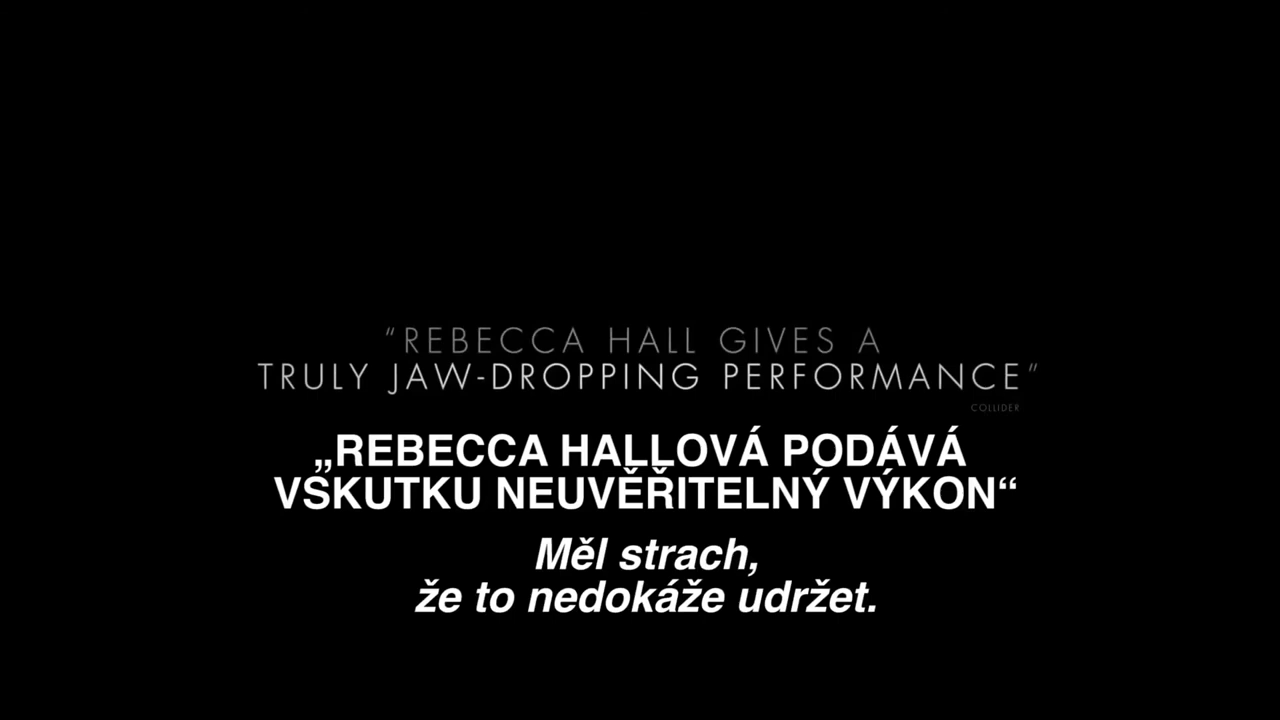 “REBECCA HALL GIVES A
TRULY JAW-DROPPING PERFORMANCE”
COLLIDER
„REBECCA HALLOVÁ PODÁVÁ
VSKUTKU NEUVĚŘITELNÝ VÝKON“
Měl strach,
že to nedokáže udržet.